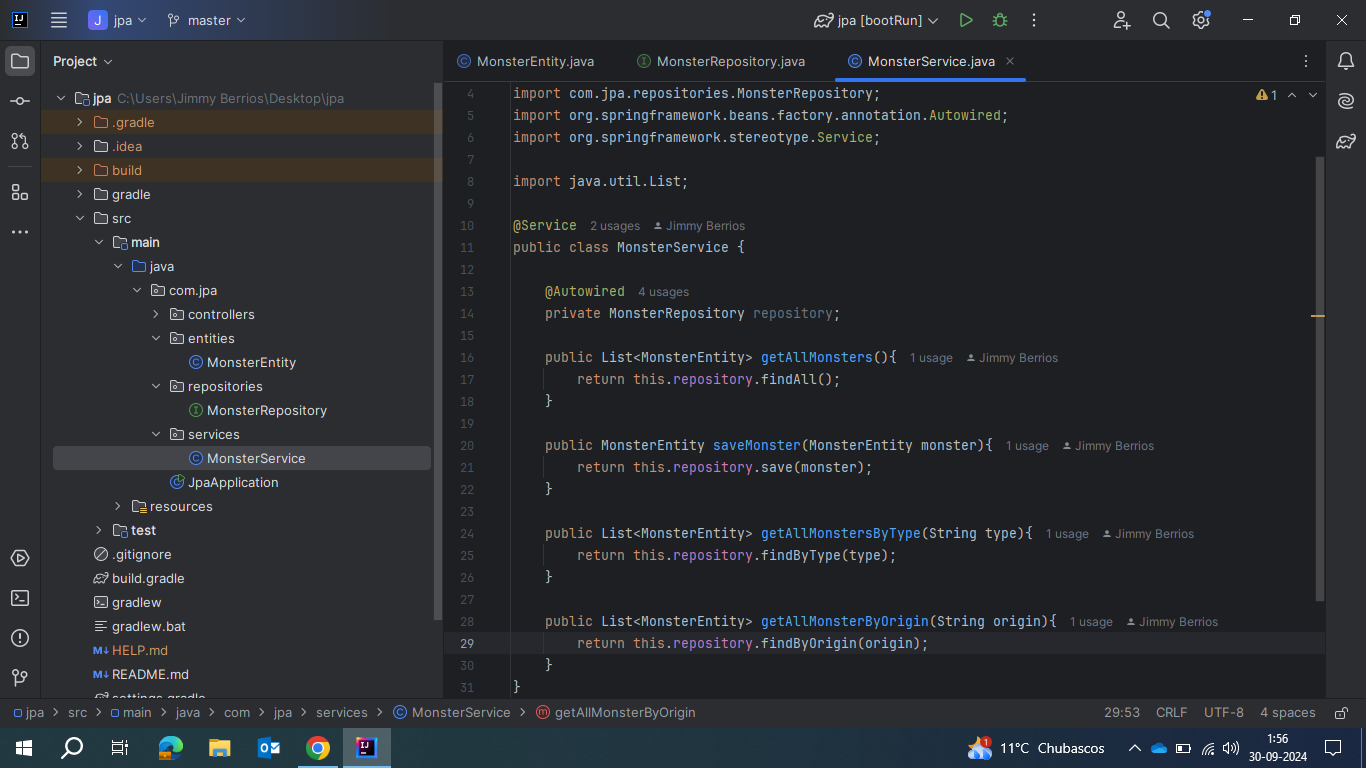 J jpa master jpa [bootRun]
Project
jpa C:\Users\Jimmy Berrios\Desktop\jpa
.gradle
.idea
build
gradle
src
main
java
com.jpa
controllers
entities
MonsterEntity
repositories
MonsterRepository
services
MonsterService
JpaApplication
resources
test
.gitignore
build.gradle
gradlew
gradlew.bat
HELP.md
README.md
settings.gradle
MonsterEntity.java MonsterRepository.java MonsterService.java
1
4 import com.jpa.repositories.MonsterRepository;
5 import org.springframework.beans.factory.annotation.Autowired;
6 import org.springframework.stereotype.Service;
7
8 import java.util.List;
9
10 @Service 2 usages Jimmy Berrios
11 public class MonsterService {
12
13 @Autowired 4 usages
14 private MonsterRepository repository;
15
16 public List<MonsterEntity> getAllMonsters(){ 1 usage Jimmy Berrios
17 return this.repository.findAll();
18 }
19
20 public MonsterEntity saveMonster(MonsterEntity monster){ 1 usage Jimmy Berrios
21 return this.repository.save(monster);
22 }
23
24 public List<MonsterEntity> getAllMonstersByType(String type){ 1 usage Jimmy Berrios
25 return this.repository.findByType(type);
26 }
27
28 public List<MonsterEntity> getAllMonsterByOrigin(String origin){ 1 usage Jimmy Berrios
29 return this.repository.findByOrigin(origin);
30 }
31 }
jpa > src > main > java > com > jpa > services > MonsterService > getAllMonsterByOrigin 29:53 CRLF UTF-8 4 spaces
1 11°C Chubascos 1:56
30-09-2024